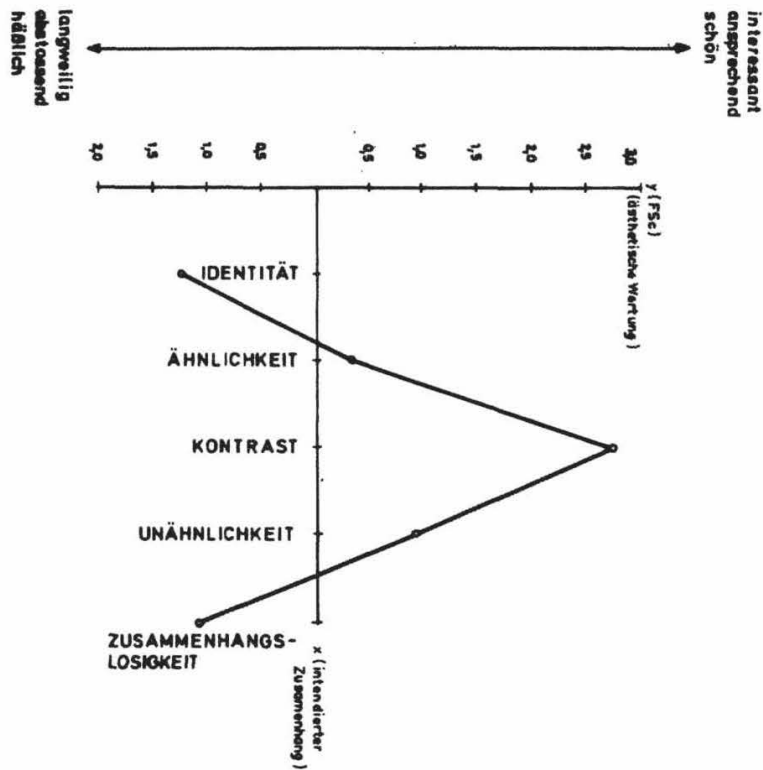 langweilig
abstossend
häßlich
interessant
ansprechend
schön
2,0
1,5
1,0
0,5
0,5
1,0
1,5
2,0
2,5
3,0
y (FSc)
(ästhetische Wertung)
IDENTITÄT
ÄHNLICHKEIT
KONTRAST
UNÄHNLICHKEIT
ZUSAMMENHANGS-
LOSIGKEIT
x (intendierter
Zusammenhang)